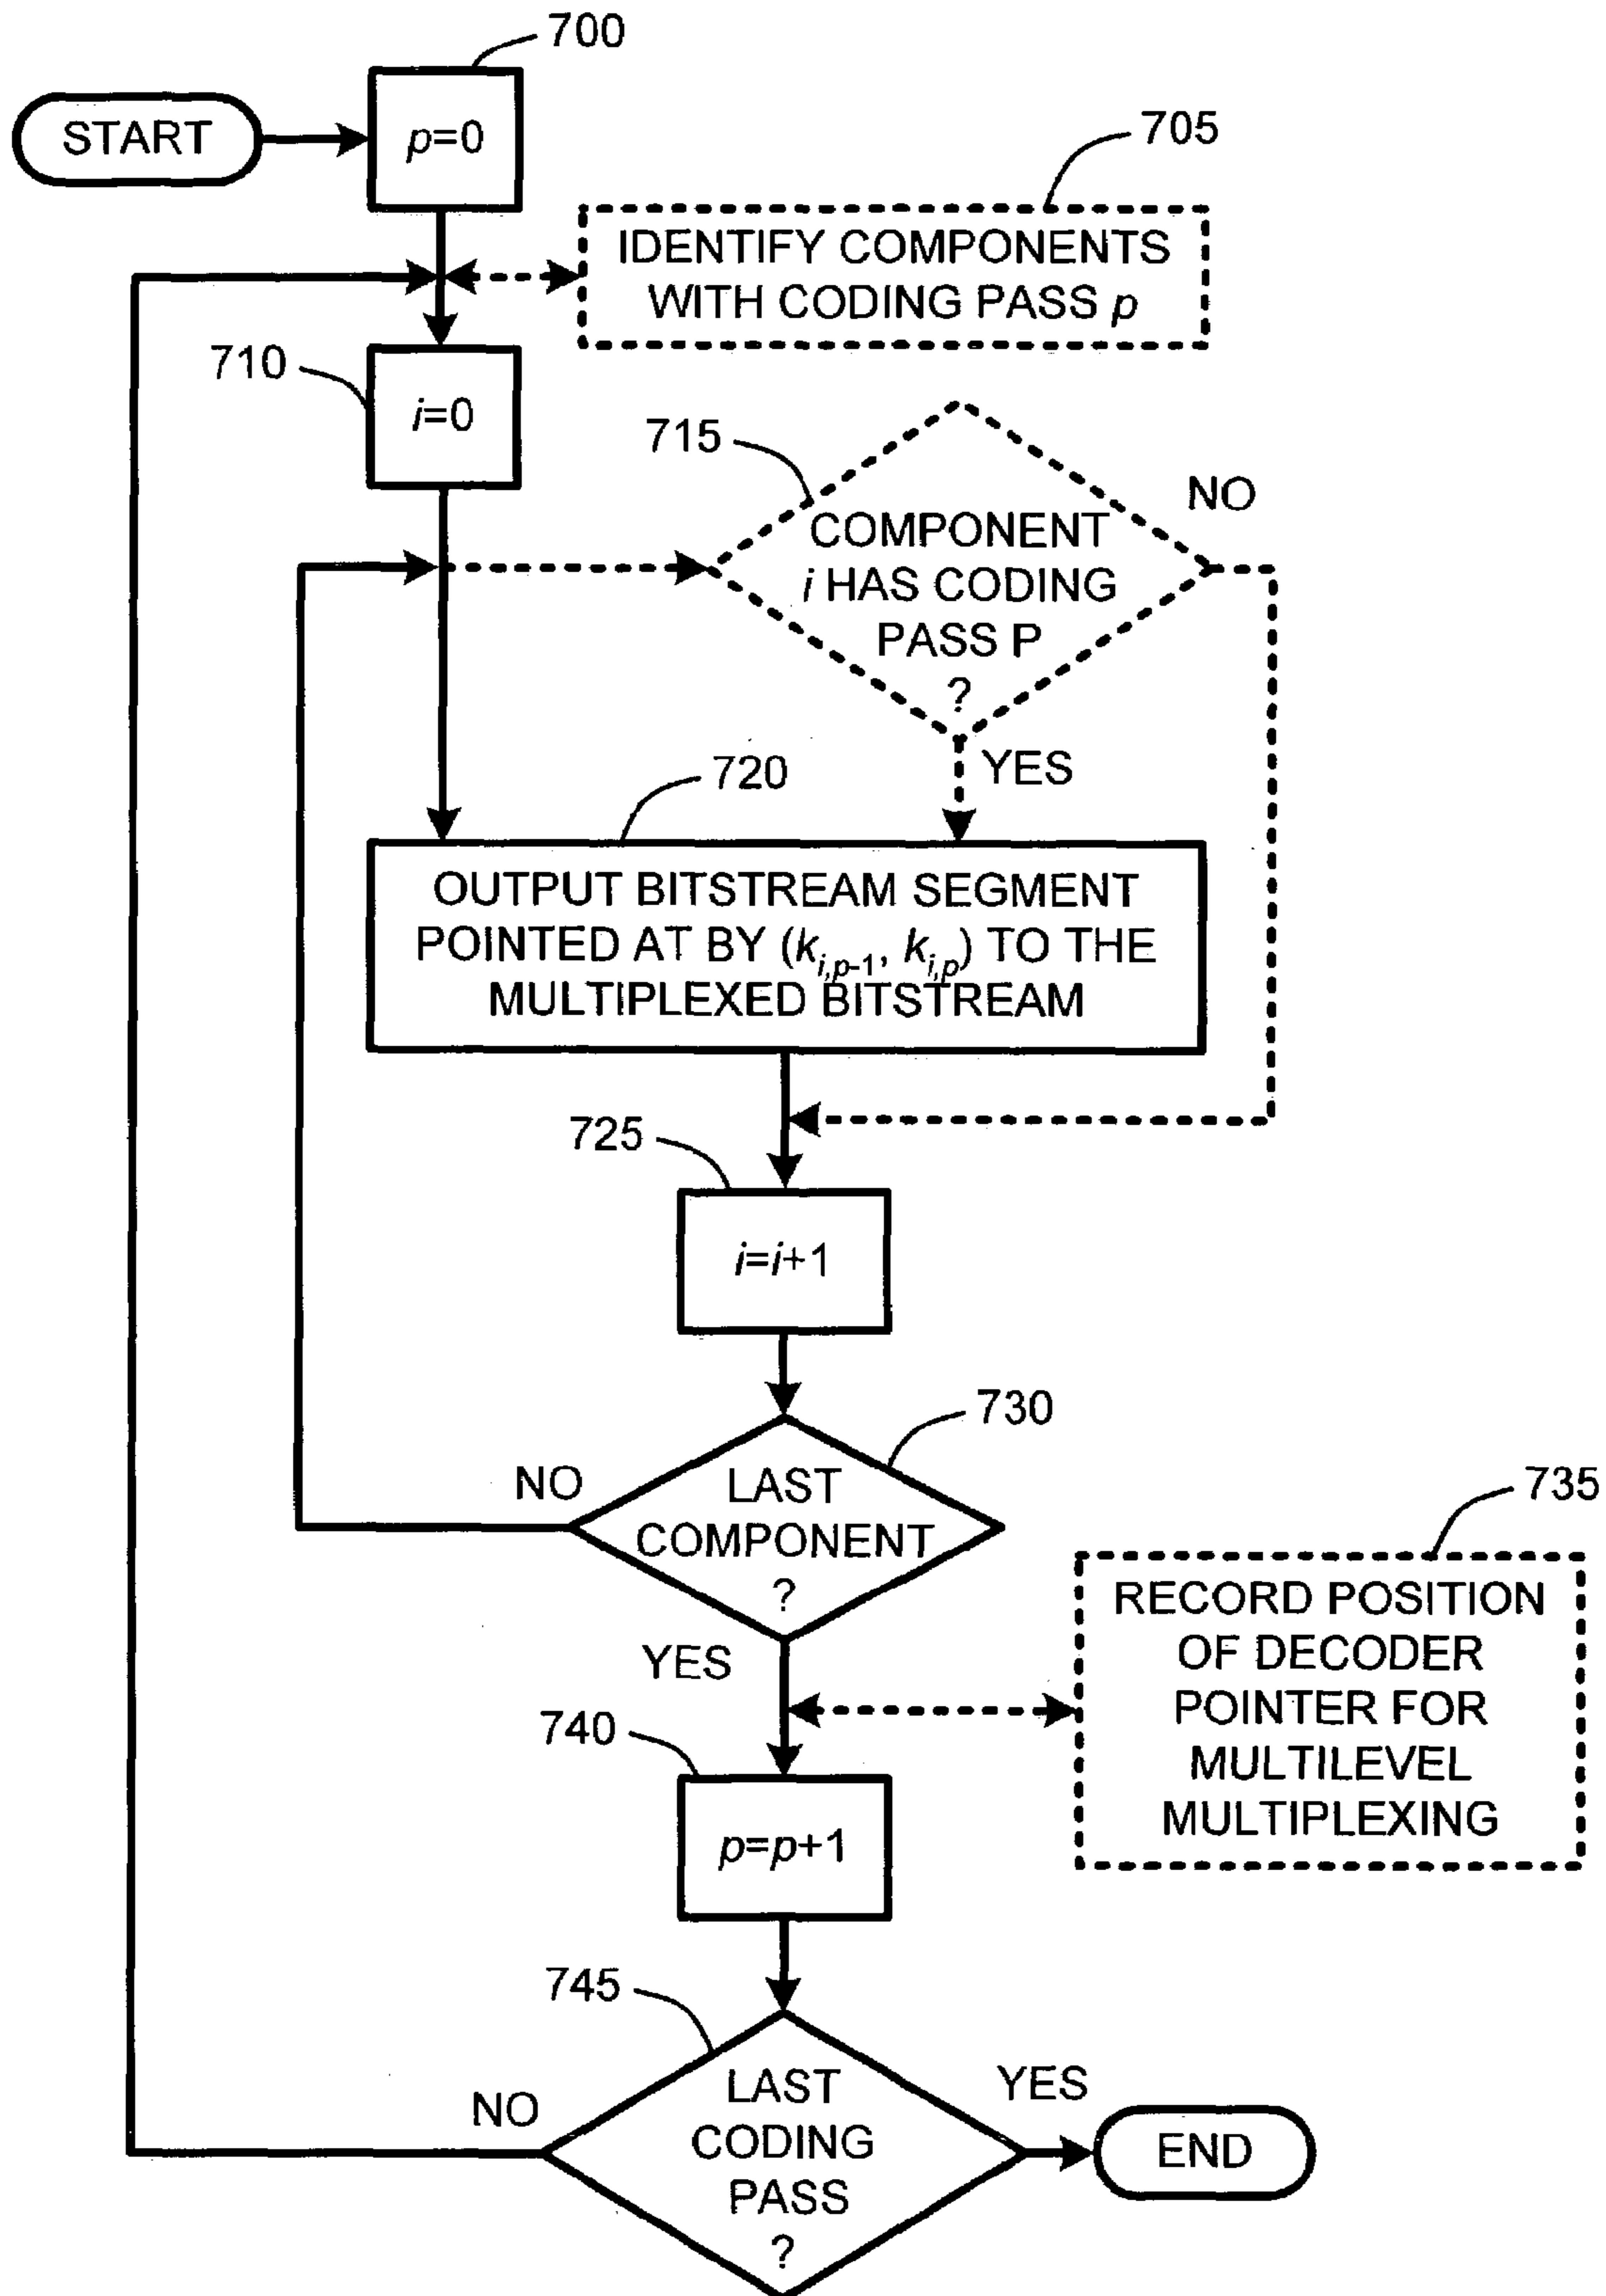 700
START
p=0
705
IDENTIFY COMPONENTS
WITH CODING PASS p
710
i=0
715
NO
COMPONENT
i HAS CODING
PASS P
?
YES
720
OUTPUT BITSTREAM SEGMENT
POINTED AT BY (k_{i,p-1}, k_{i,p}) TO THE
MULTIPLEXED BITSTREAM
725
i=i+1
730
NO
LAST
COMPONENT
?
YES
735
RECORD POSITION
OF DECODER
POINTER FOR
MULTILEVEL
MULTIPLEXING
740
p=p+1
745
NO
LAST
CODING
PASS
?
YES
END